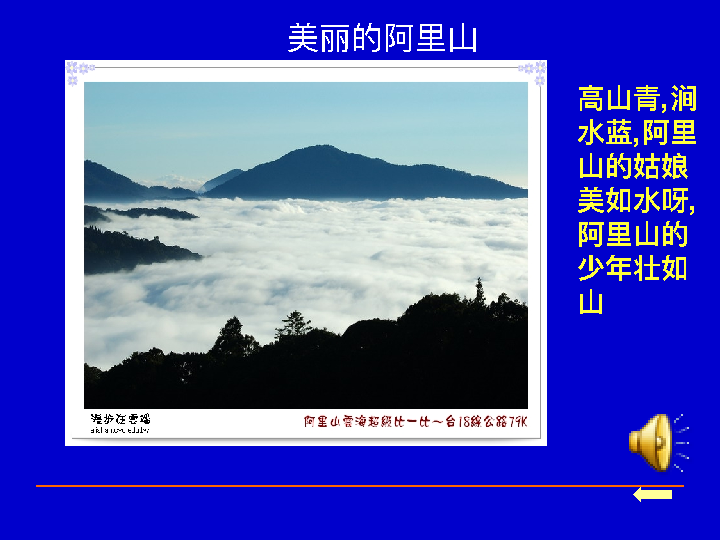 美丽的阿里山
高山青,涧
水蓝,阿里
山的姑娘
美如水呀,
阿里山的
少年壮如
山
漫步在雲端
阿里山雲海超級比一比～台18線公路79K